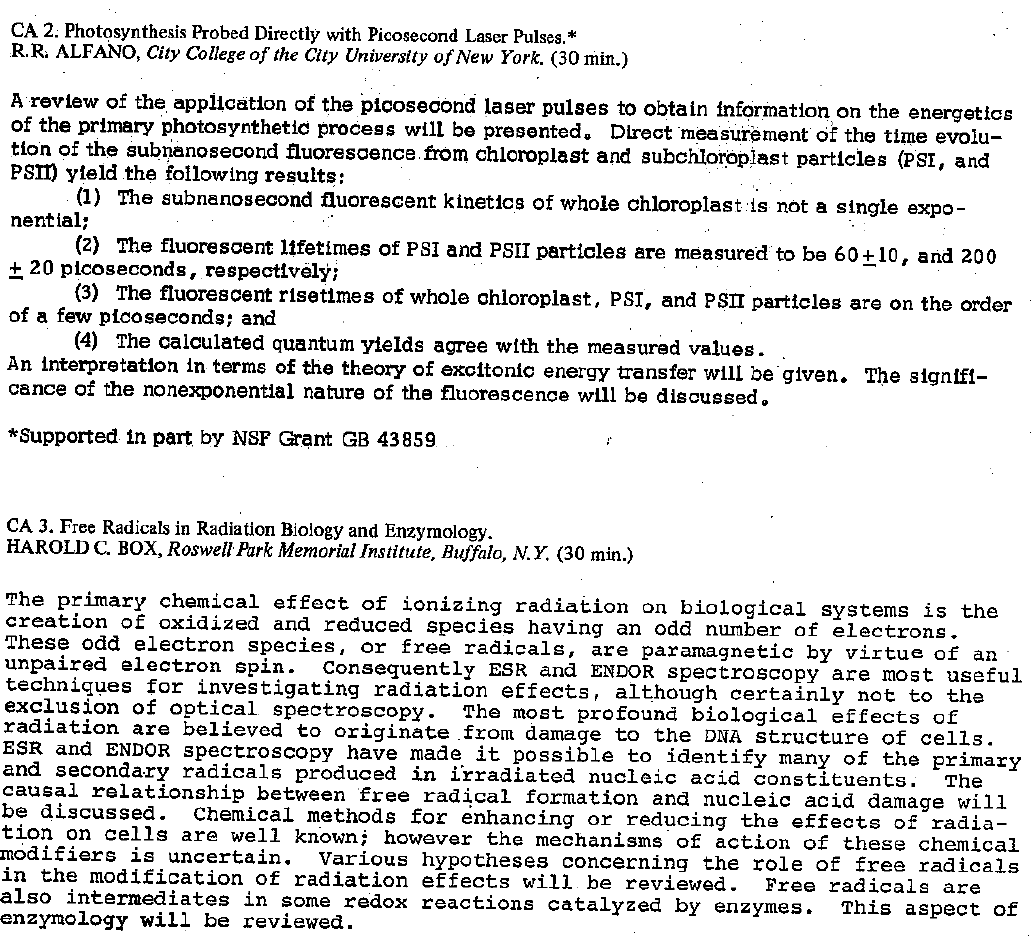 CA 2. Photosynthesis Probed Directly with Picosecond Laser Pulses.*
R.R. ALFANO, City College of the City University of New York. (30 min.)
A review of the application of the picosecond laser pulses to obtain information on the energetics
of the primary photosynthetic process will be presented. Direct measurement of the time evolu-
tion of the subnanosecond fluorescence from chloroplast and subchloroplast particles (PSI, and
PSII) yield the following results:
(1) The subnanosecond fluorescent kinetics of whole chloroplast is not a single expo-
nential;
(2) The fluorescent lifetimes of PSI and PSII particles are measured to be 60±10, and 200
± 20 picoseconds, respectively;
(3) The fluorescent risetimes of whole chloroplast, PSI, and PSII particles are on the order
of a few picoseconds; and
(4) The calculated quantum yields agree with the measured values.
An interpretation in terms of the theory of excitonic energy transfer will be given. The signifi-
cance of the nonexponential nature of the fluorescence will be discussed.
*Supported in part by NSF Grant GB 43859
CA 3. Free Radicals in Radiation Biology and Enzymology.
HAROLD C. BOX, Roswell Park Memorial Institute, Buffalo, N.Y. (30 min.)
The primary chemical effect of ionizing radiation on biological systems is the
creation of oxidized and reduced species having an odd number of electrons.
These odd electron species, or free radicals, are paramagnetic by virtue of an
unpaired electron spin. Consequently ESR and ENDOR spectroscopy are most useful
techniques for investigating radiation effects, although certainly not to the
exclusion of optical spectroscopy. The most profound biological effects of
radiation are believed to originate from damage to the DNA structure of cells.
ESR and ENDOR spectroscopy have made it possible to identify many of the primary
and secondary radicals produced in irradiated nucleic acid constituents. The
causal relationship between free radical formation and nucleic acid damage will
be discussed. Chemical methods for enhancing or reducing the effects of radia-
tion on cells are well known; however the mechanisms of action of these chemical
modifiers is uncertain. Various hypotheses concerning the role of free radicals
in the modification of radiation effects will be reviewed. Free radicals are
also intermediates in some redox reactions catalyzed by enzymes. This aspect of
enzymology will be reviewed.